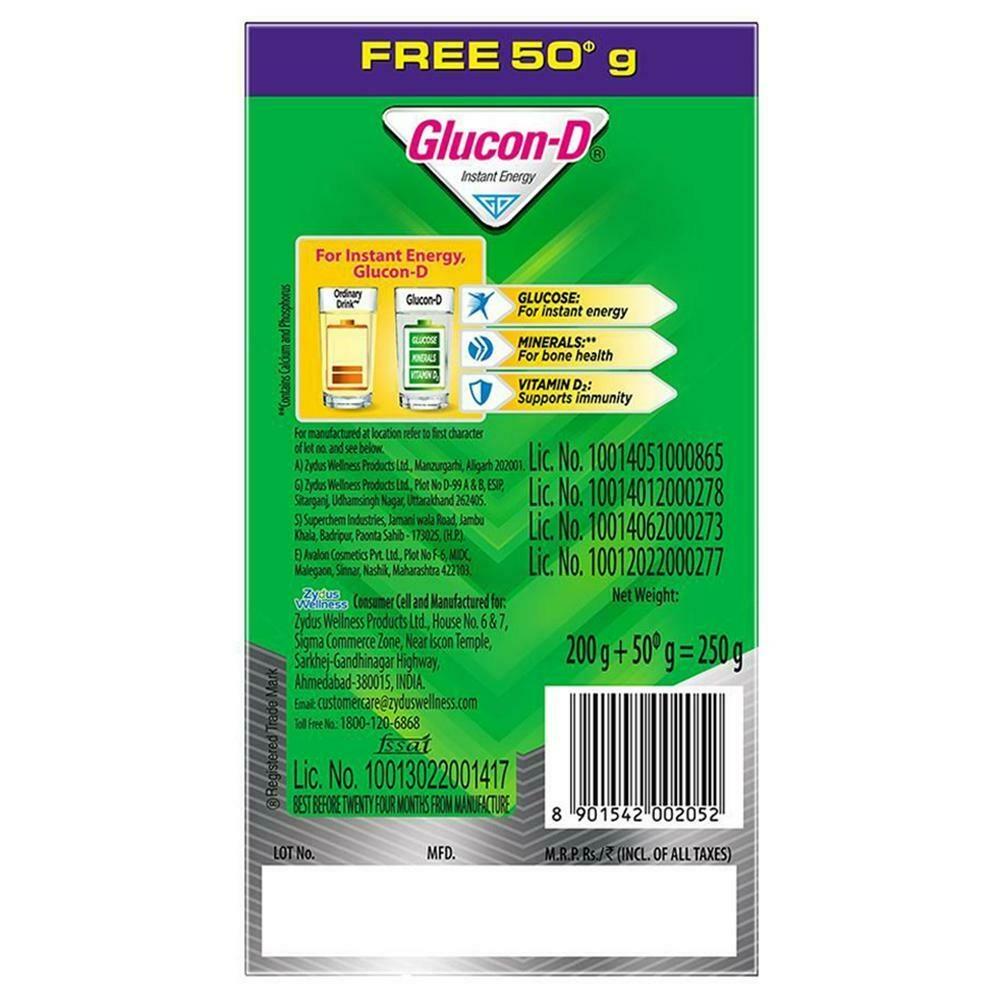 FREE 50Φ g
Glucon-D®
Instant Energy
For Instant Energy,
Glucon-D
Ordinary
Drink~
Glucon-D
GLUCOSE
MINERALS
VITAMIN D₂
GLUCOSE:
For instant energy
MINERALS:**
For bone health
VITAMIN D₂:
Supports immunity
**Contains Calcium and Phosphorus
For manufactured at location refer to first character
of lot no. and see below.
A) Zydus Wellness Products Ltd., Manzurgarhi, Aligarh 202001. Lic. No. 10014051000865
G) Zydus Wellness Products Ltd., Plot No D-99 A & B, ESIP,
Sitarganj, Udhamsingh Nagar, Uttarakhand 262405. Lic. No. 10014012000278
S) Superchem Industries, Jamani wala Road, Jambu
Khala, Badripur, Paonta Sahib - 173025, (H.P.). Lic. No. 10014062000273
E) Avalon Cosmetics Pvt. Ltd., Plot No F-6, MIDC,
Malegaon, Sinnar, Nashik, Maharashtra 422103. Lic. No. 10012022000277
Zydus
Wellness
Consumer Cell and Manufactured for:
Zydus Wellness Products Ltd., House No. 6 & 7,
Sigma Commerce Zone, Near Iscon Temple,
Sarkhej-Gandhinagar Highway,
Ahmedabad-380015, INDIA.
Email: customercare@zyduswellness.com
Toll Free No.: 1800-120-6868
fssai
Lic. No. 10013022001417
BEST BEFORE TWENTY FOUR MONTHS FROM MANUFACTURE
Net Weight:
200 g + 50Φ g = 250 g
8 901542 002052
®Registered Trade Mark
LOT No.
MFD.
M.R.P. Rs./₹ (INCL. OF ALL TAXES)